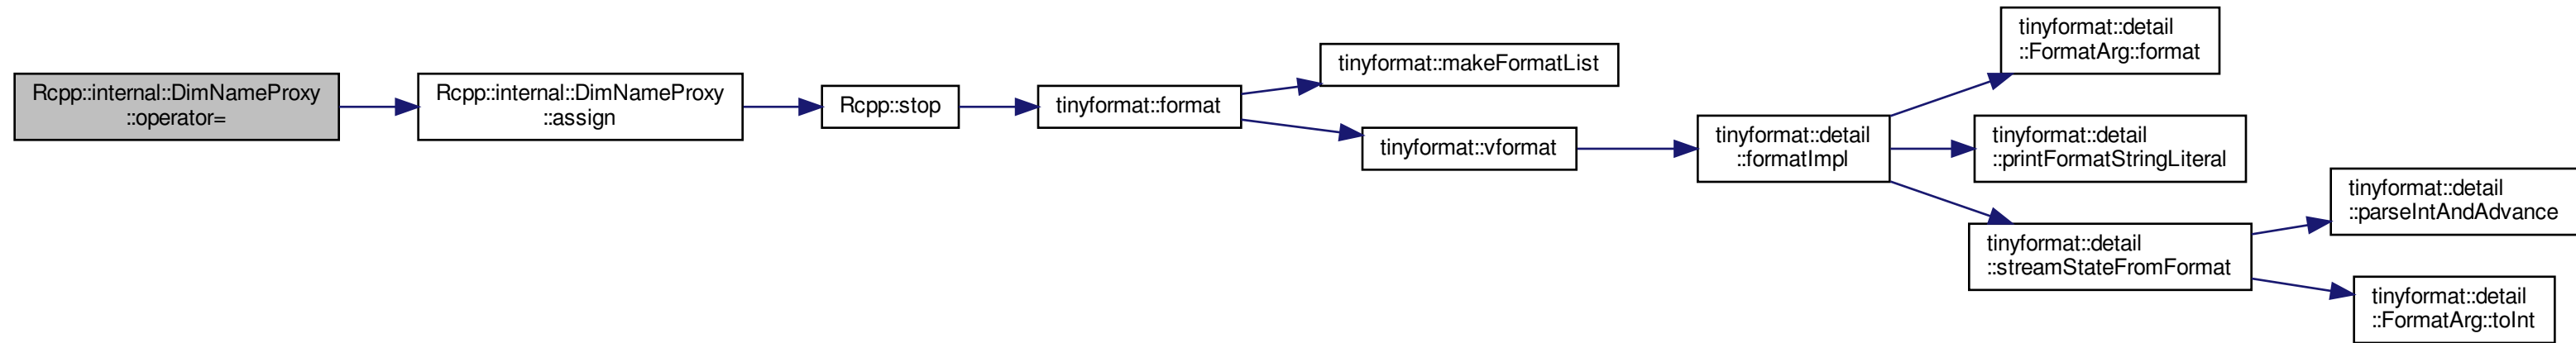 Rcpp::internal::DimNameProxy
::operator=
Rcpp::internal::DimNameProxy
::assign
Rcpp::stop
tinyformat::format
tinyformat::makeFormatList
tinyformat::vformat
tinyformat::detail
::formatImpl
tinyformat::detail
::FormatArg::format
tinyformat::detail
::printFormatStringLiteral
tinyformat::detail
::streamStateFromFormat
tinyformat::detail
::parseIntAndAdvance
tinyformat::detail
::FormatArg::toInt